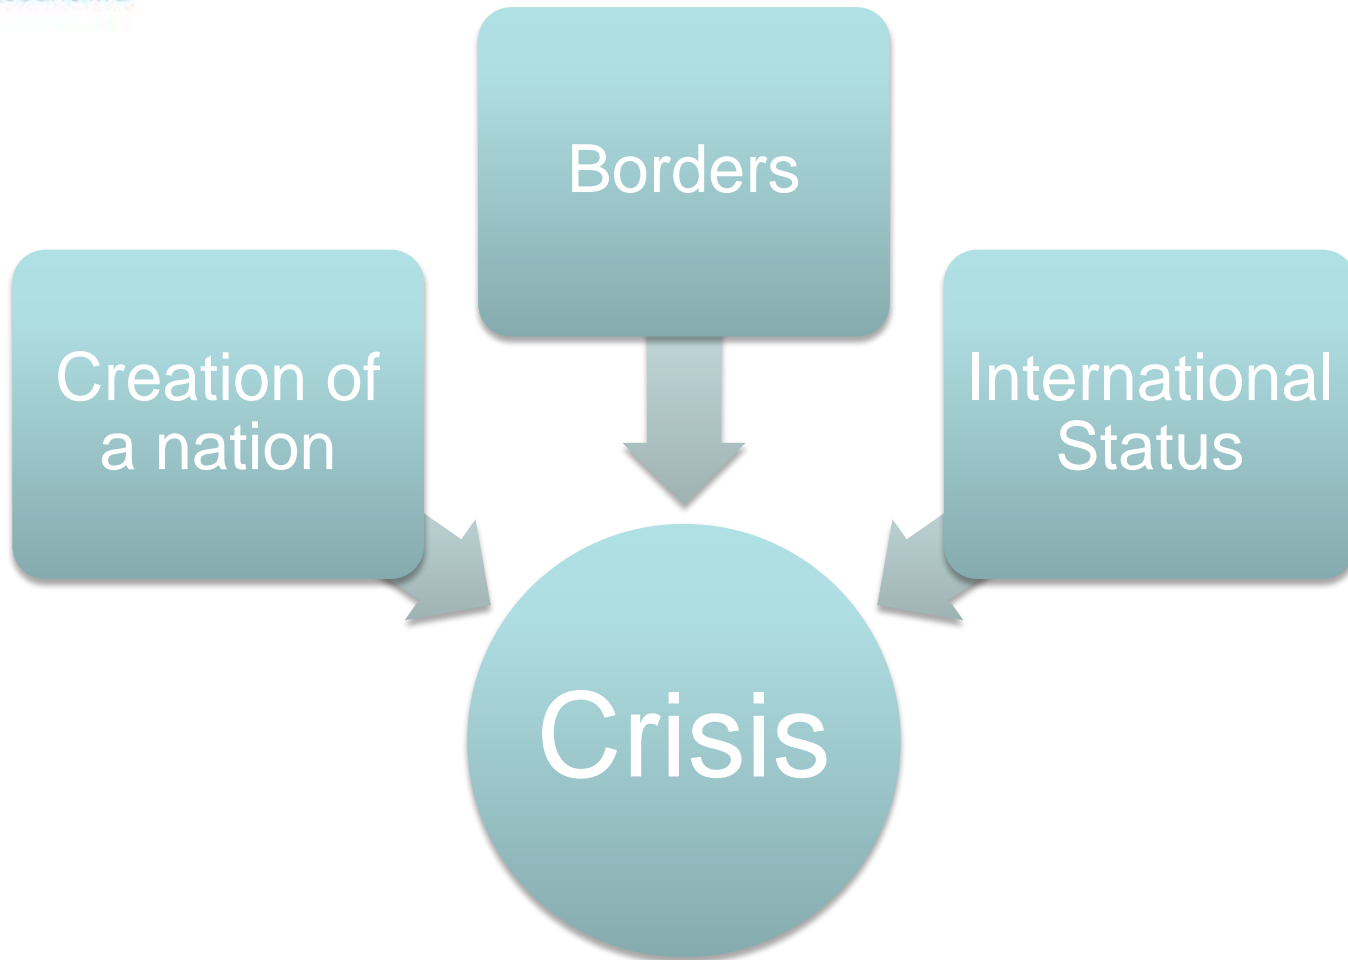 Borders
Creation of
a nation
International
Status
Crisis